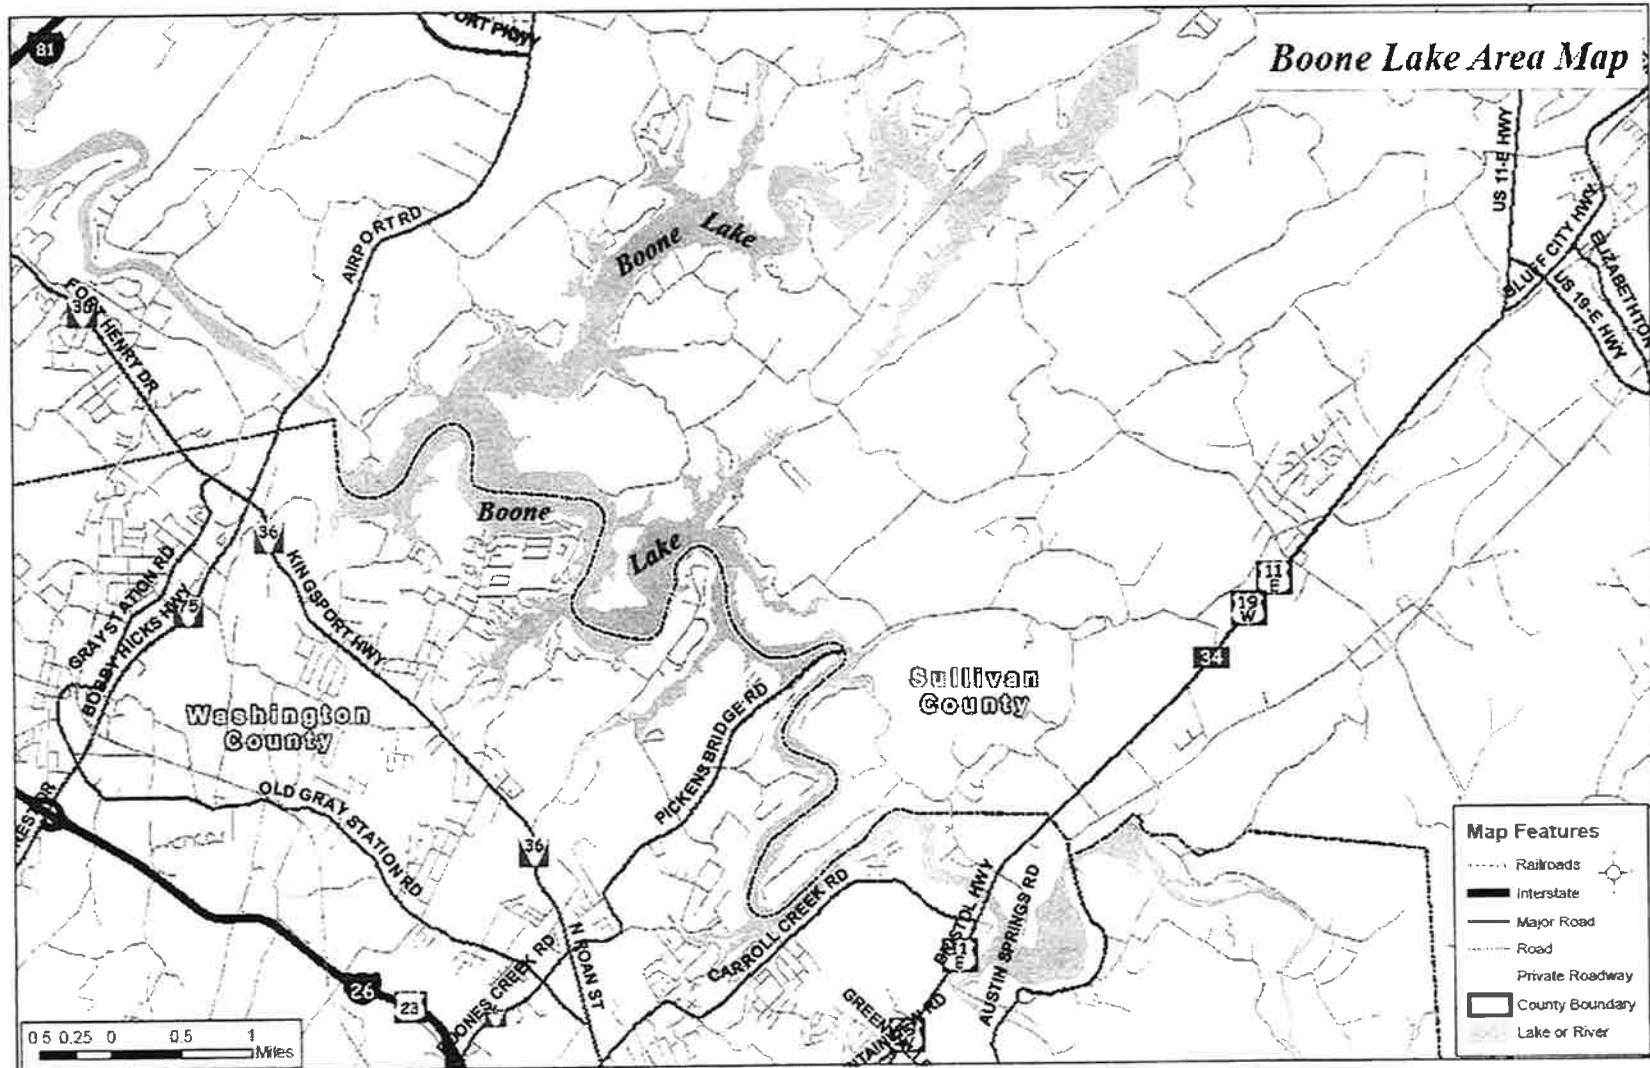 81
PORT PKWY
Boone Lake Area Map
US 11-E HWY
AIRPORT RD
Boone Lake
BLUFF CITY HWY
ELIZABETHTON
US 19-E HWY
FORT HENRY DR
36
Boone
Lake
36
KINGSPORT HWY
GRAY STATION RD
BOBBY HICKS HWY
75
11
E
19
W
34
Sullivan
County
Washington
County
PICKENS BRIDGE RD
OLD GRAY STATION RD
36
CARROLL CREEK RD
BRISTOL HWY
AUSTIN SPRINGS RD
11
E
N ROAN ST
JONES CREEK RD
26
23
Map Features
Railroads
Interstate
Major Road
Road
Private Roadway
County Boundary
Lake or River
0.5 0.25 0 0.5 1
Miles